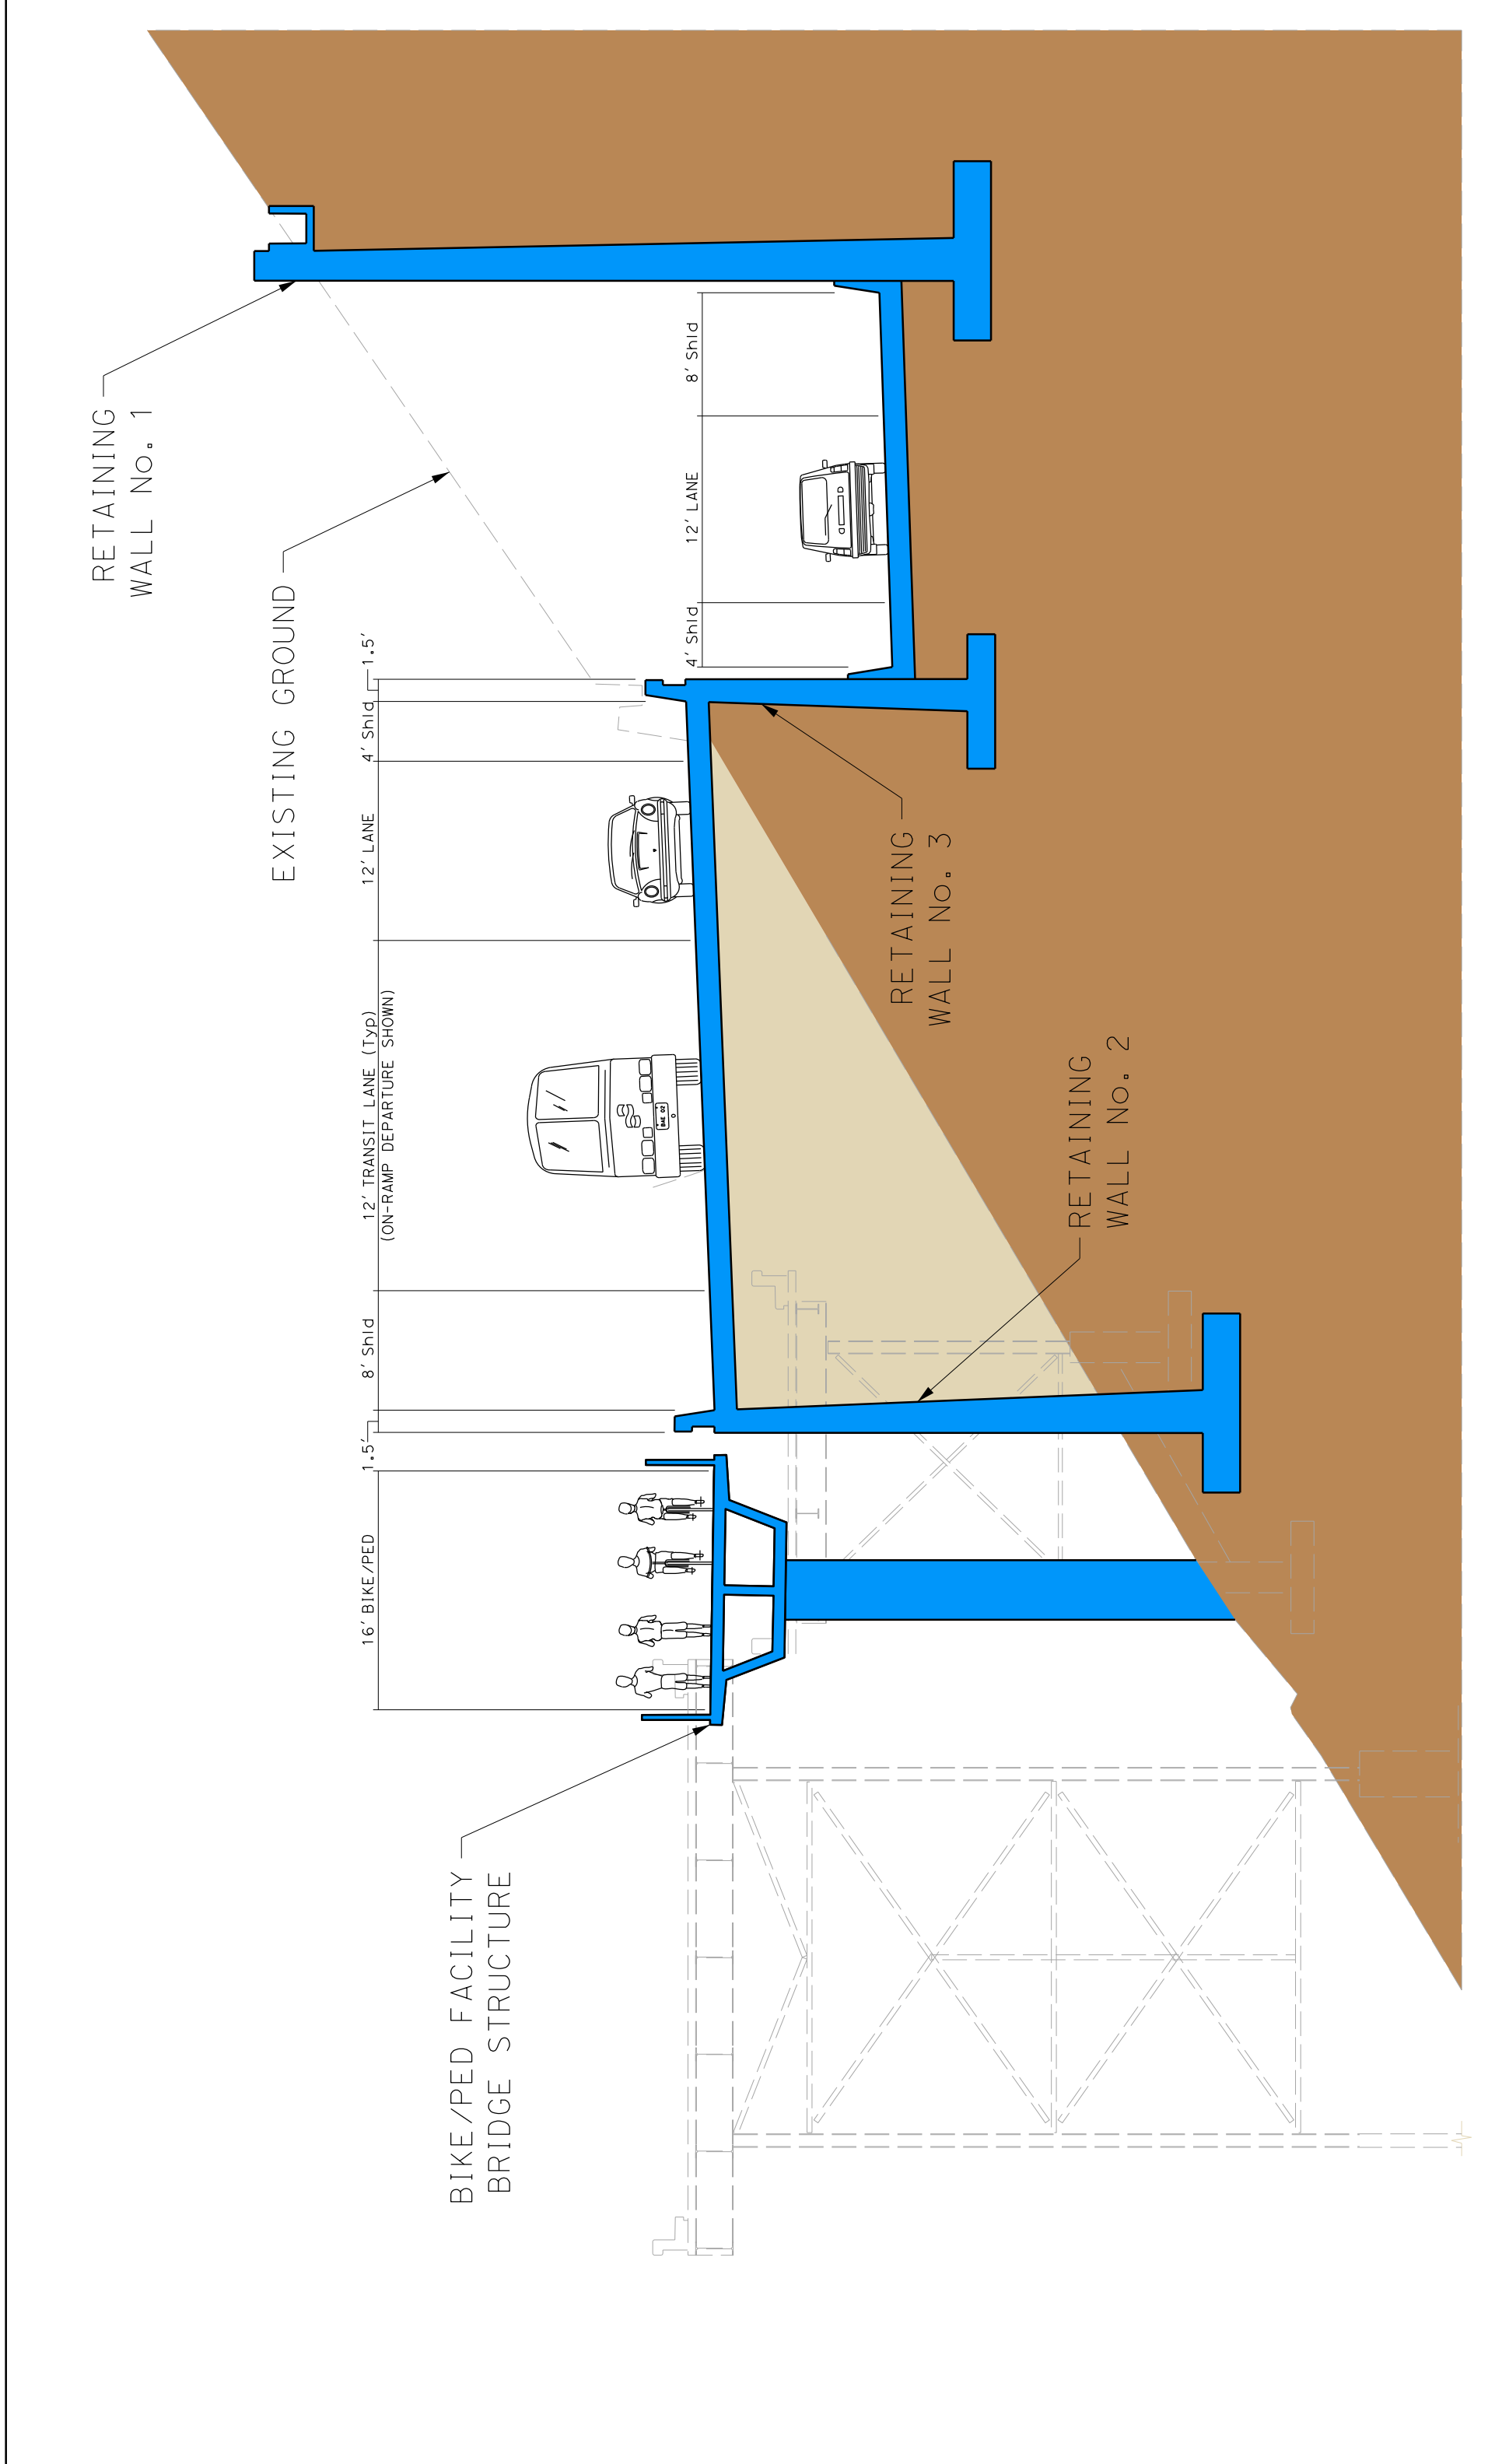 RETAINING
WALL No. 1
EXISTING GROUND
BIKE/PED FACILITY
BRIDGE STRUCTURE
16' BIKE/PED
1.5'
8' Shld
12' TRANSIT LANE (Typ)
(ON-RAMP DEPARTURE SHOWN)
12' LANE
4' Shld
1.5'
4' Shld
12' LANE
8' Shld
BAE 02
RETAINING
WALL No. 3
RETAINING
WALL No. 2